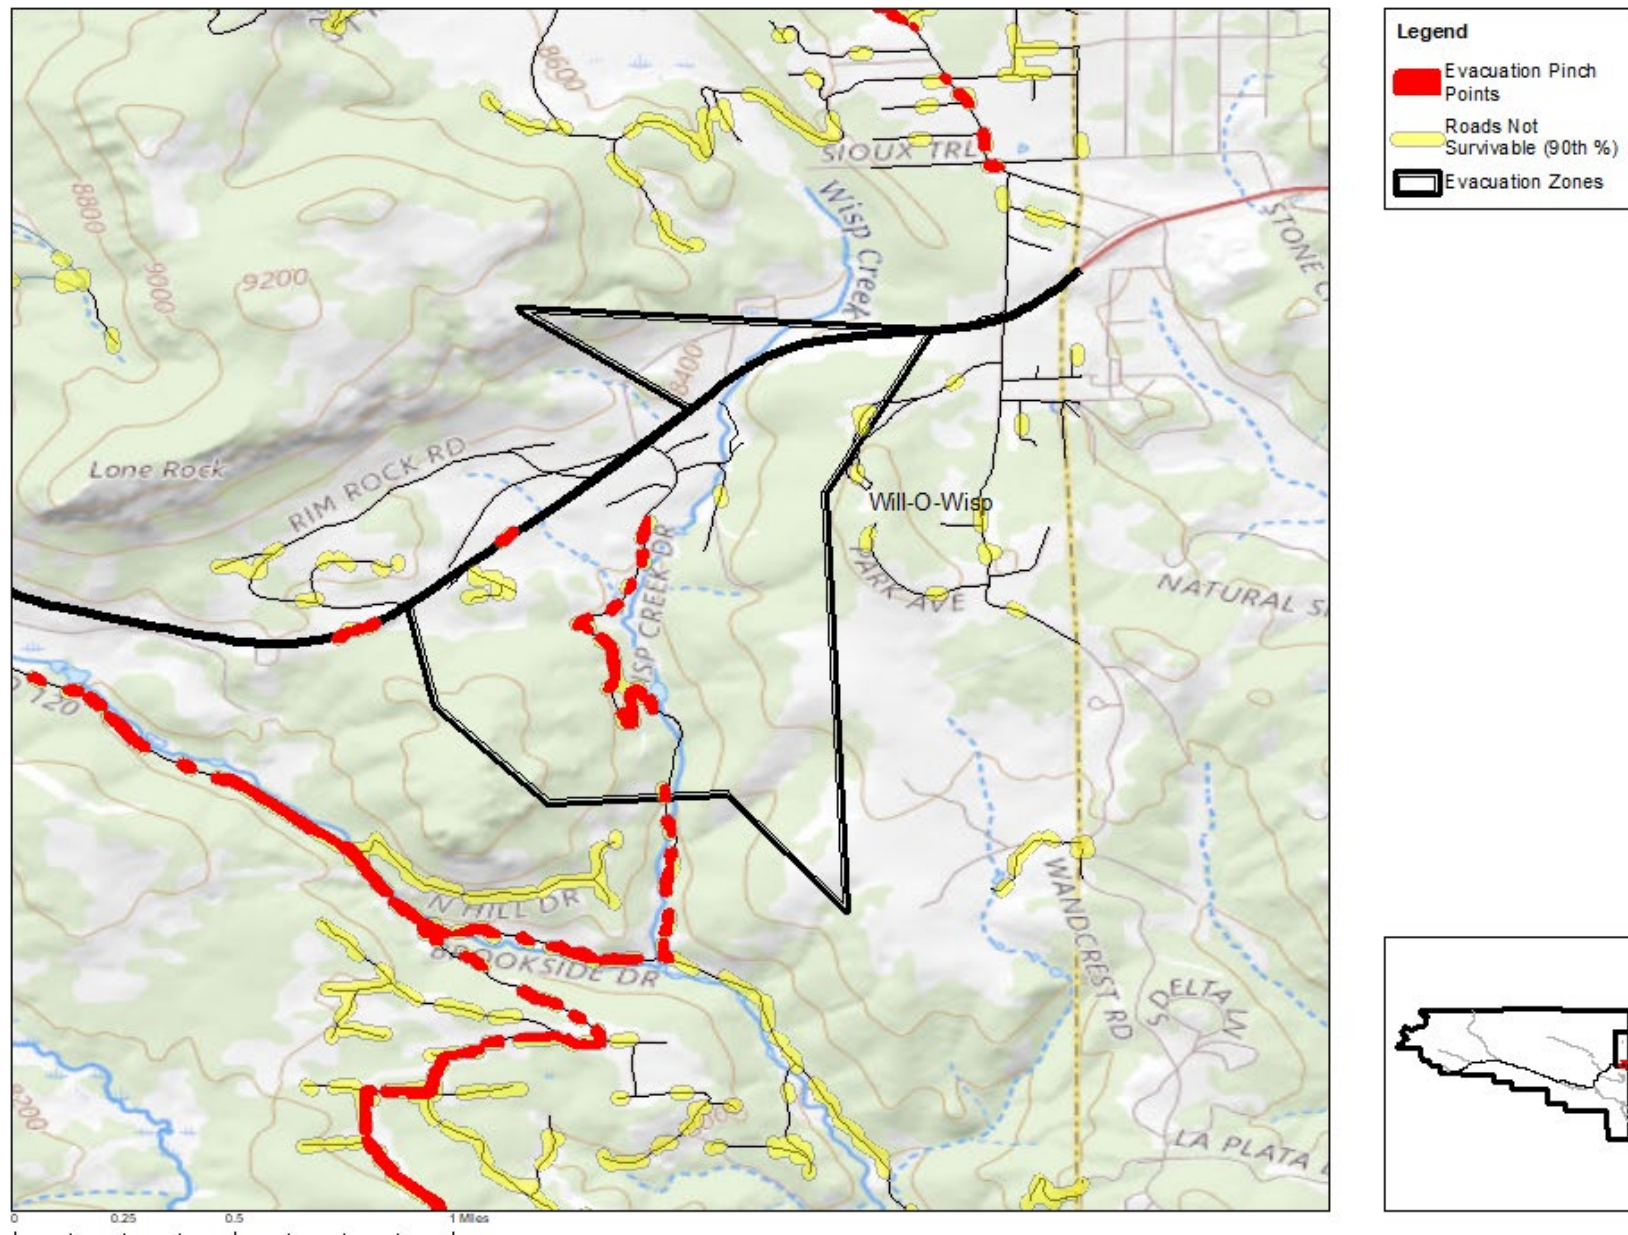 Legend
Evacuation Pinch
Points
Roads Not
Survivable (90th %)
Evacuation Zones
8600
SIOUX TRL
Wisp Creek
8800
9000
9200
STONE C
8400
Lone Rock
RIM ROCK RD
Will-O-Wisp
ISP CREEK DR
PARK AVE
NATURAL S
720
N HILL DR
BROOKSIDE DR
WANDCREST RD
DELTA LN
S
8200
LA PLATA
0 0.25 0.5 1 Miles